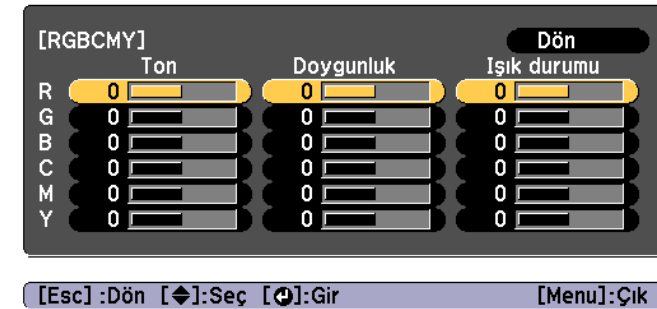 [RGBCMY] Dön
Ton Doygunluk Işık durumu
R 0 0 0
G 0 0 0
B 0 0 0
C 0 0 0
M 0 0 0
Y 0 0 0
[Esc] :Dön [◆]:Seç [↵]:Gir [Menu]:Çık